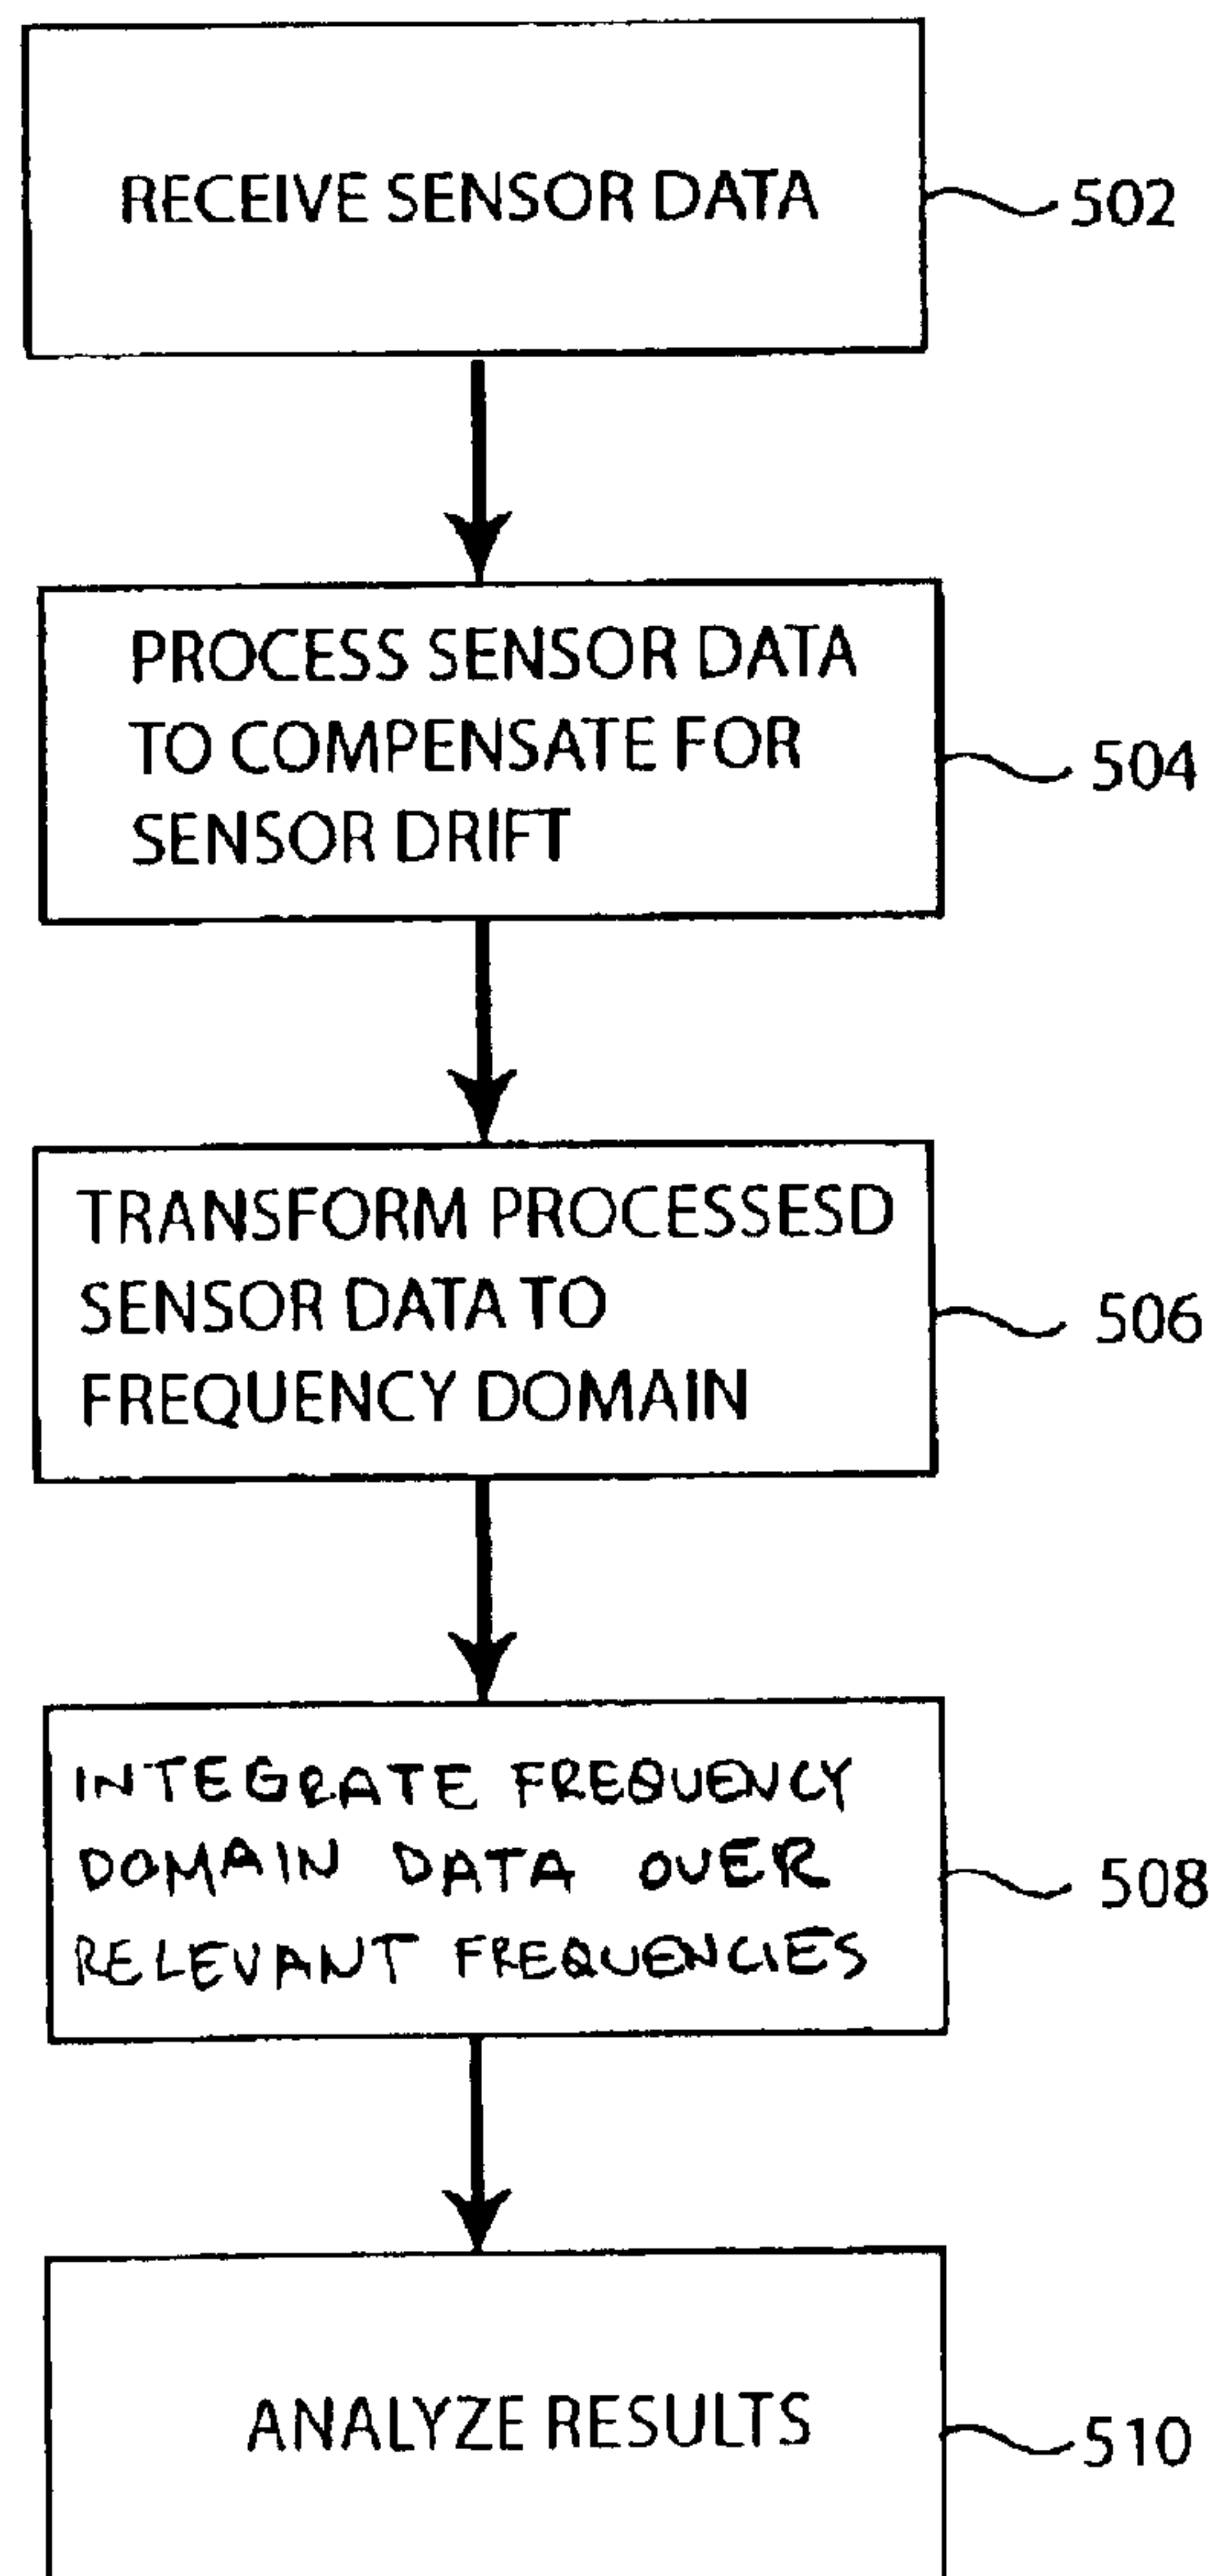 RECEIVE SENSOR DATA
502
PROCESS SENSOR DATA
TO COMPENSATE FOR
SENSOR DRIFT
504
TRANSFORM PROCESSESD
SENSOR DATA TO
FREQUENCY DOMAIN
506
INTEGRATE FREQUENCY
DOMAIN DATA OVER
RELEVANT FREQUENCIES
508
ANALYZE RESULTS
510